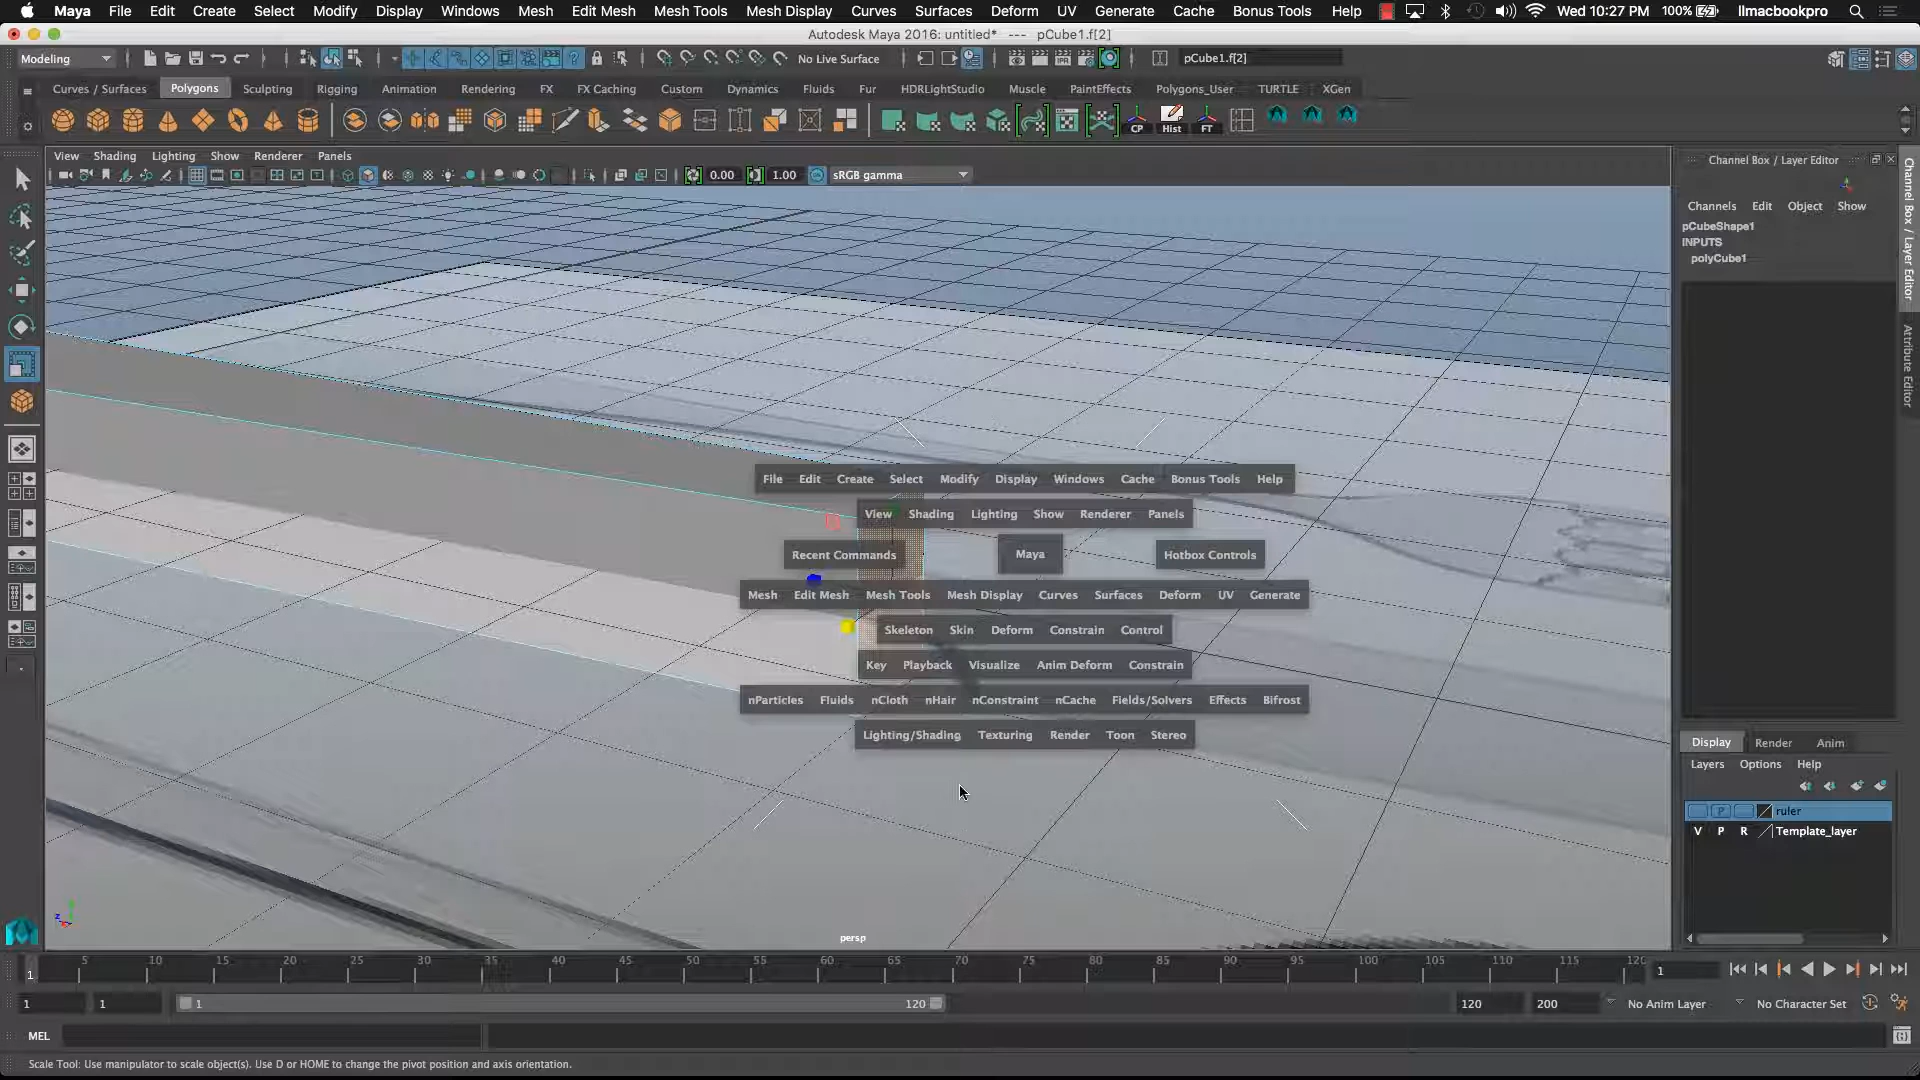 Maya File Edit Create Select Modify Display Windows Mesh Edit Mesh Mesh Tools Mesh Display Curves Surfaces Deform UV Generate Cache Bonus Tools Help Wed 10:27 PM 100% llmacbookpro
Autodesk Maya 2016: untitled* --- pCube1.f[2]
Modeling No Live Surface pCube1.f[2]
Curves / Surfaces Polygons Sculpting Rigging Animation Rendering FX FX Caching Custom Dynamics Fluids Fur HDRLightStudio Muscle PaintEffects Polygons_User TURTLE XGen
CP Hist FT
View Shading Lighting Show Renderer Panels
0.00 1.00 sRGB gamma
Channel Box / Layer Editor
Channels Edit Object Show
pCubeShape1
INPUTS
polyCube1
Channel Box / Layer Editor
Attribute Editor
File Edit Create Select Modify Display Windows Cache Bonus Tools Help
View Shading Lighting Show Renderer Panels
Recent Commands Maya Hotbox Controls
Mesh Edit Mesh Mesh Tools Mesh Display Curves Surfaces Deform UV Generate
Skeleton Skin Deform Constrain Control
Key Playback Visualize Anim Deform Constrain
nParticles Fluids nCloth nHair nConstraint nCache Fields/Solvers Effects Bifrost
Lighting/Shading Texturing Render Toon Stereo
Display Render Anim
Layers Options Help
P ruler
V P R Template_layer
persp
1 5 10 15 20 25 30 35 40 45 50 55 60 65 70 75 80 85 90 95 100 105 110 115 120 1
1 1 1 120 120 200 No Anim Layer No Character Set
MEL
Scale Tool: Use manipulator to scale object(s). Use D or HOME to change the pivot position and axis orientation.